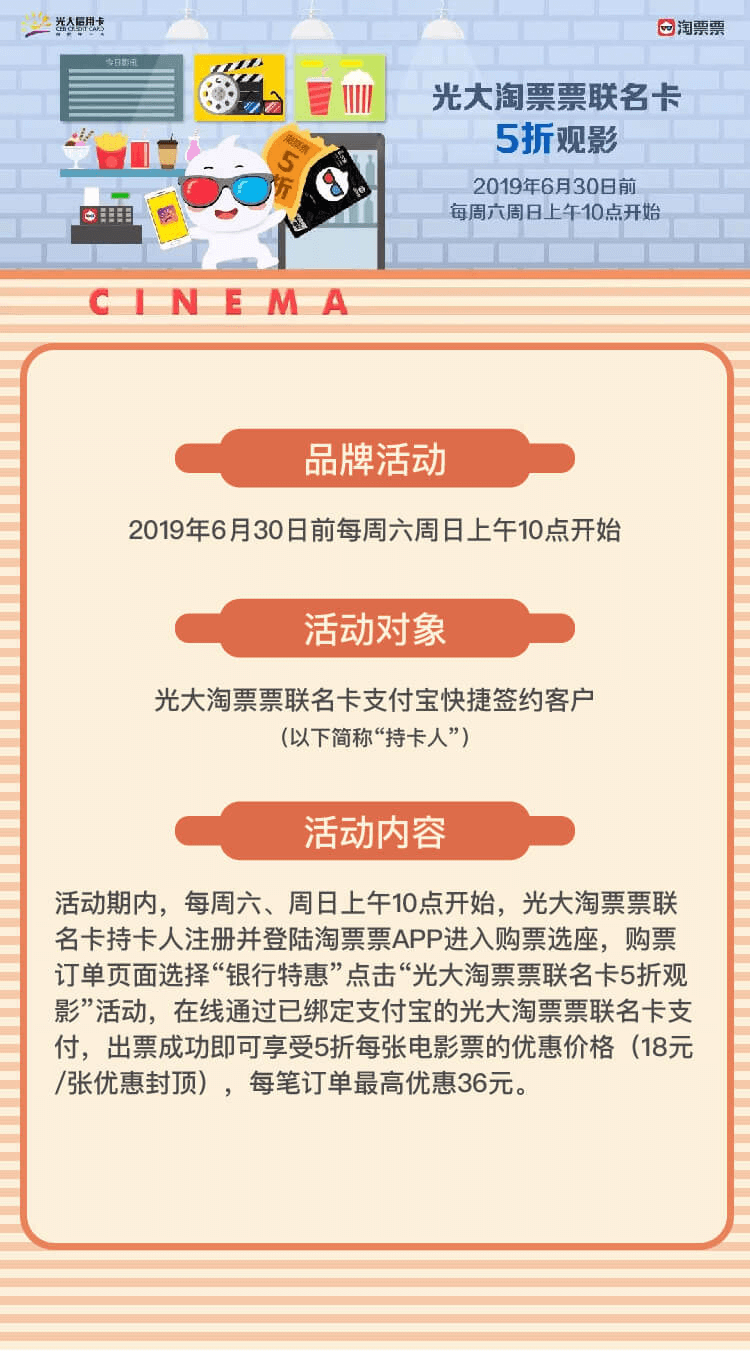 光大信用卡
CEB CREDIT CARD
淘票票
今日影讯
光大淘票票联名卡
5折观影
2019年6月30日前
每周六周日上午10点开始
淘票票
5折
CINEMA
品牌活动
2019年6月30日前每周六周日上午10点开始
活动对象
光大淘票票联名卡支付宝快捷签约客户
（以下简称“持卡人”）
活动内容
活动期内，每周六、周日上午10点开始，光大淘票票联
名卡持卡人注册并登陆淘票票APP进入购票选座，购票
订单页面选择“银行特惠”点击“光大淘票票联名卡5折观
影”活动，在线通过已绑定支付宝的光大淘票票联名卡支
付，出票成功即可享受5折每张电影票的优惠价格（18元
/张优惠封顶），每笔订单最高优惠36元。